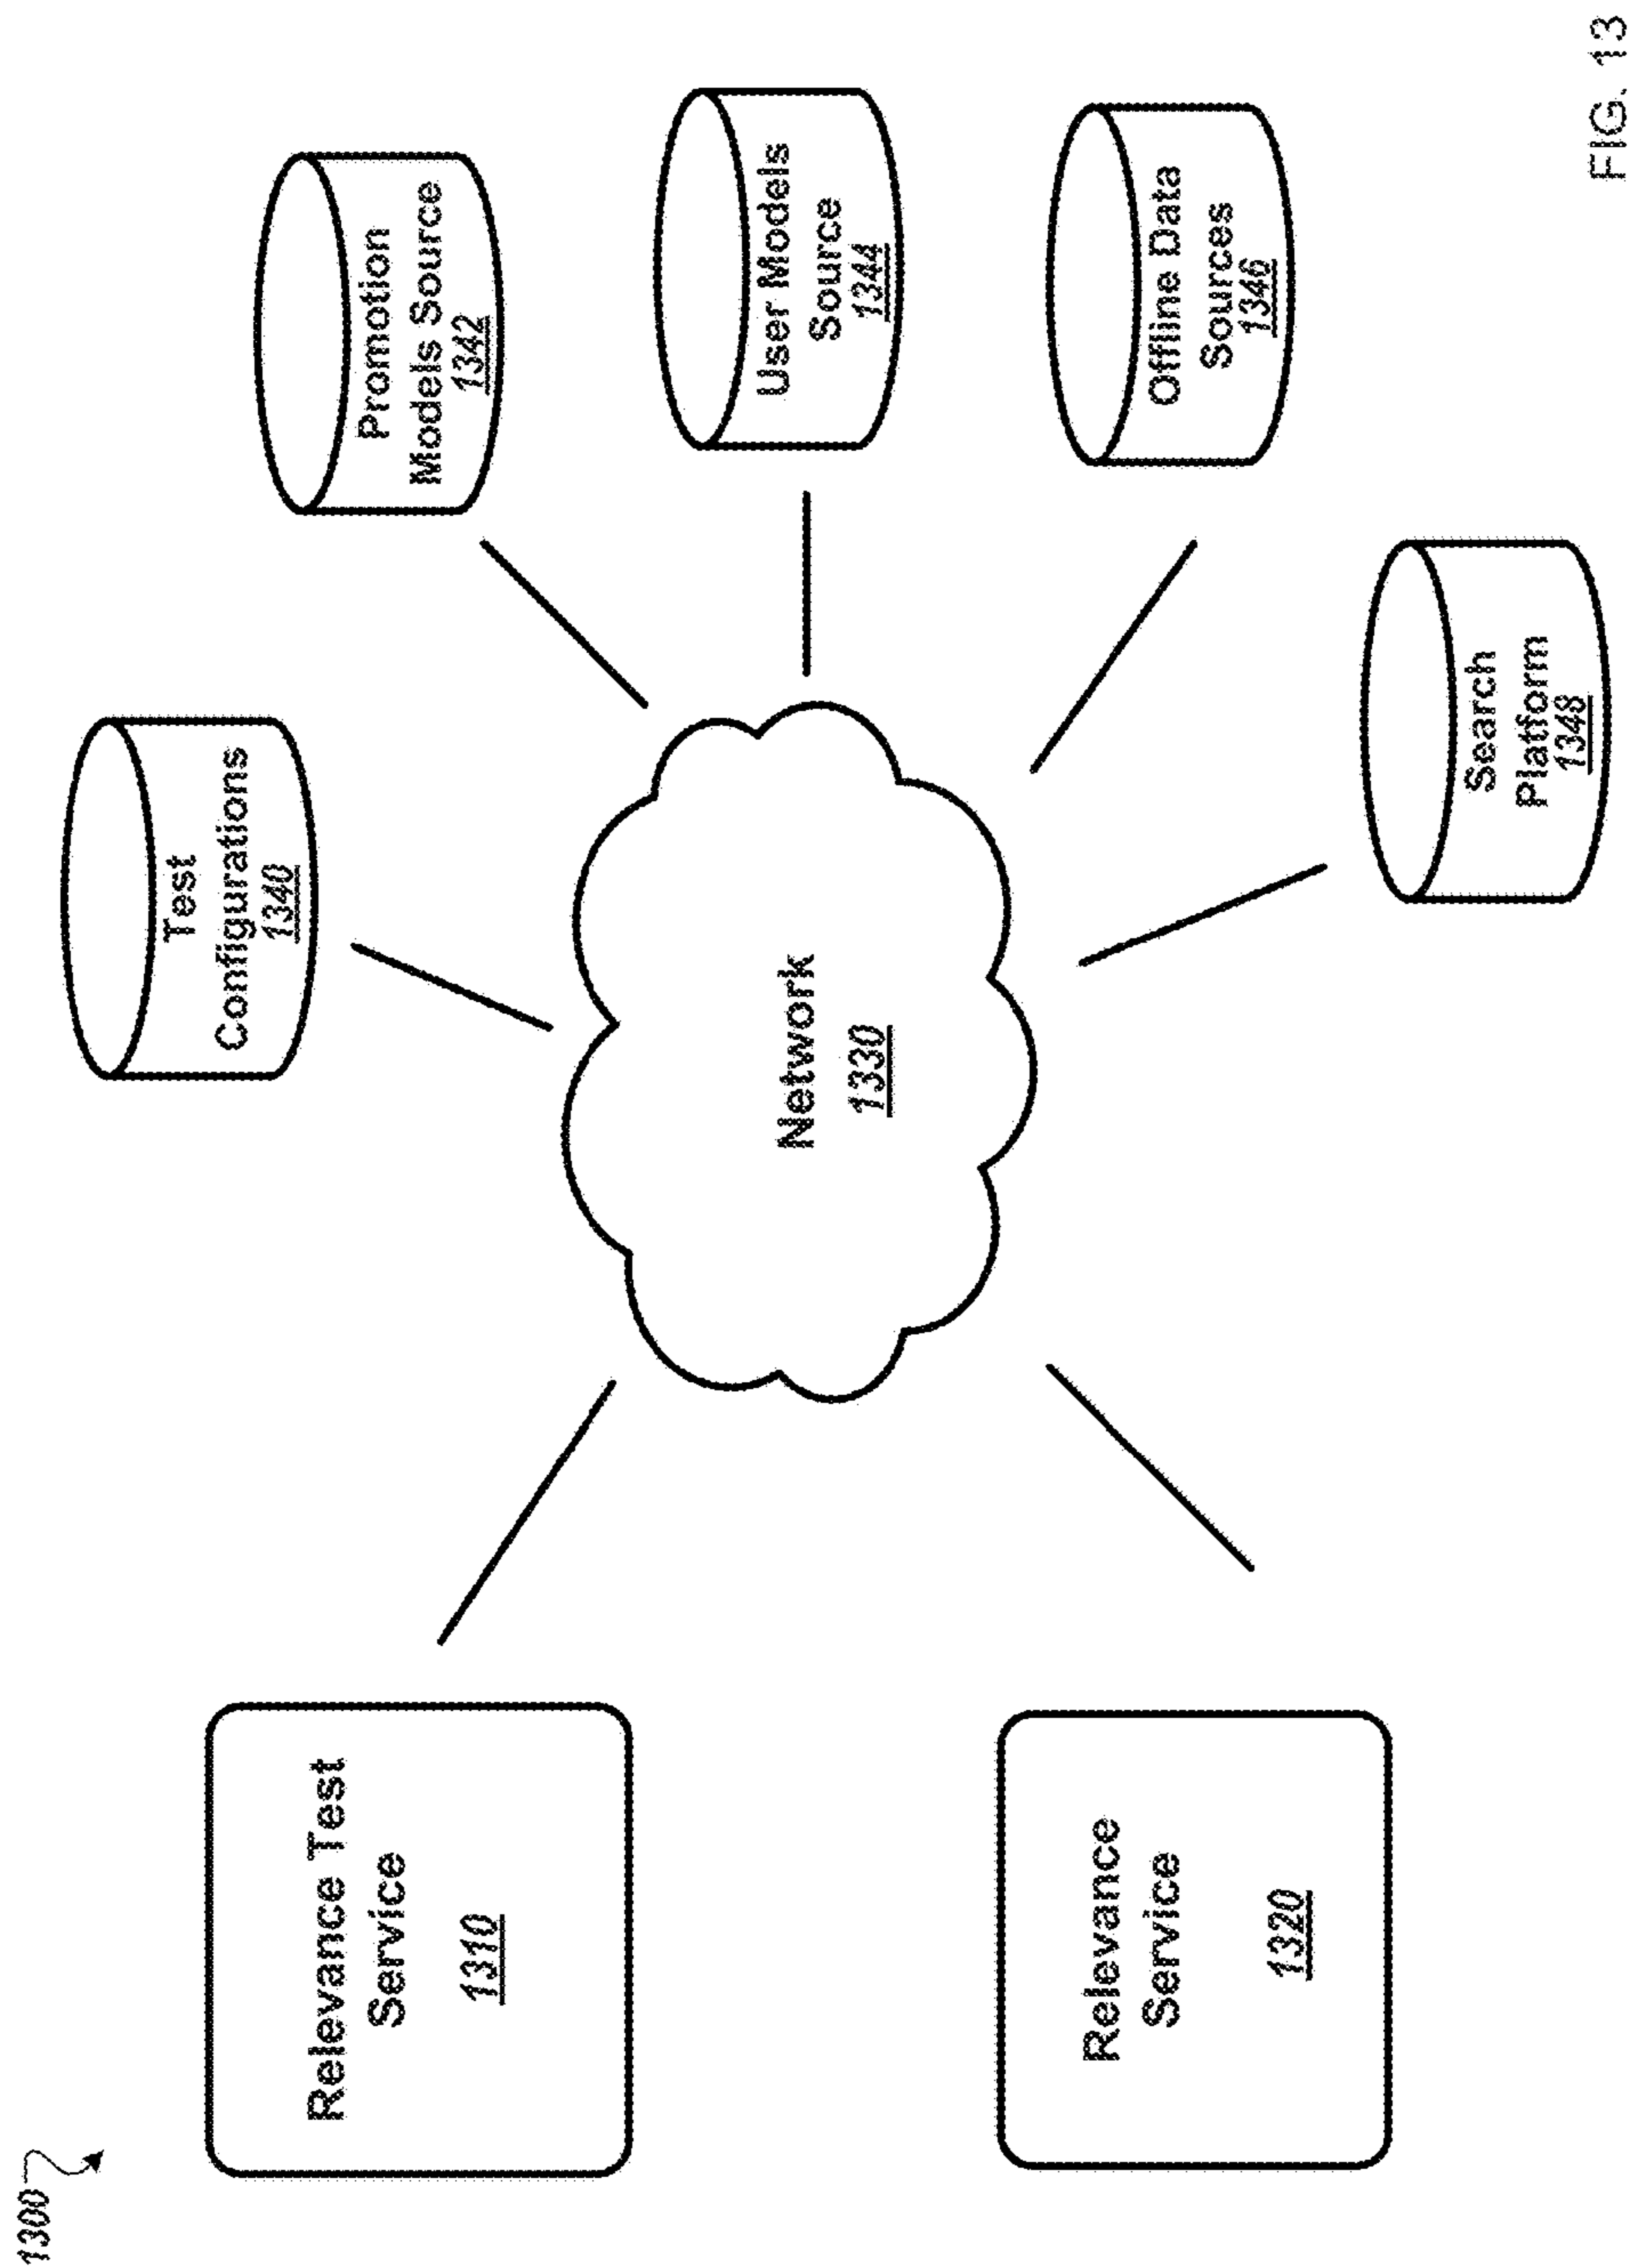 1300
Relevance Test
Service
1310
Relevance
Service
1320
Network
1330
Test
Configurations
1340
Promotion
Models Source
1342
User Models
Source
1344
Offline Data
Sources
1346
Search
Platform
1348
FIG. 13